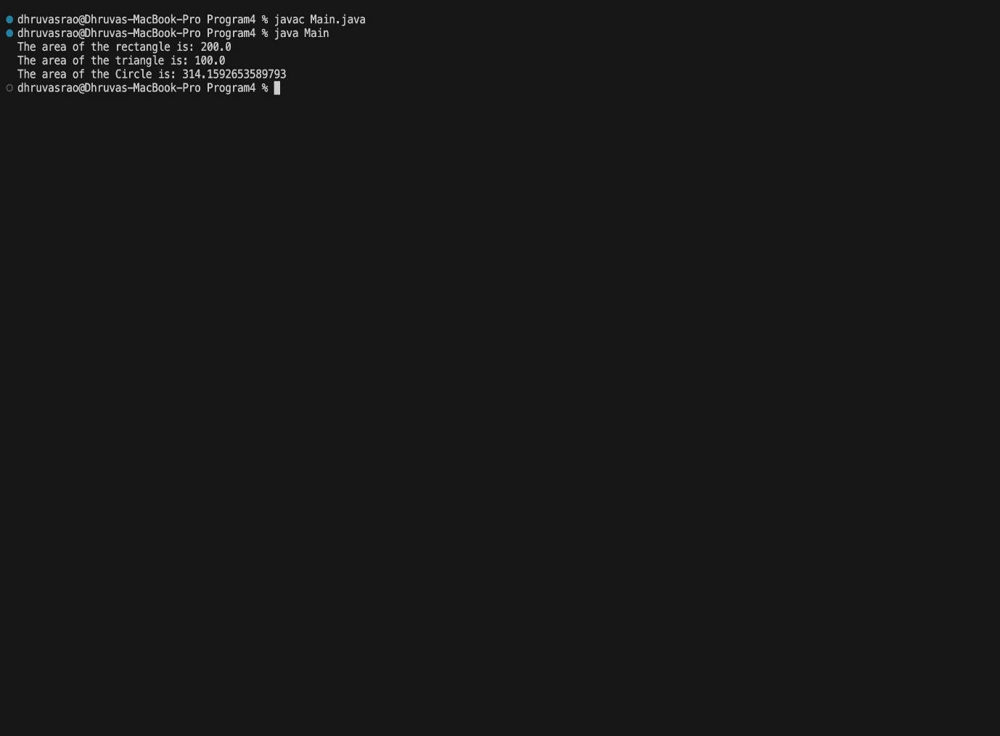 dhruvasrao@Dhruvas-MacBook-Pro Program4 % javac Main.java
dhruvasrao@Dhruvas-MacBook-Pro Program4 % java Main
The area of the rectangle is: 200.0
The area of the triangle is: 100.0
The area of the Circle is: 314.1592653589793
dhruvasrao@Dhruvas-MacBook-Pro Program4 %